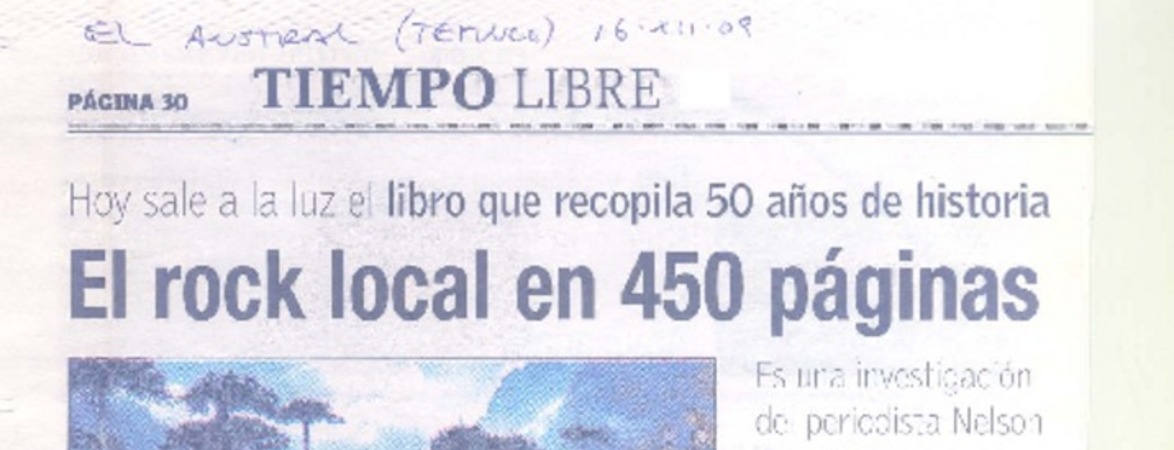 EL AUSTRAL (TEMUCO) 16·XII·09
PÁGINA 30
TIEMPO LIBRE
Hoy sale a la luz el libro que recopila 50 años de historia
El rock local en 450 páginas
Es una investigación
del periodista Nelson